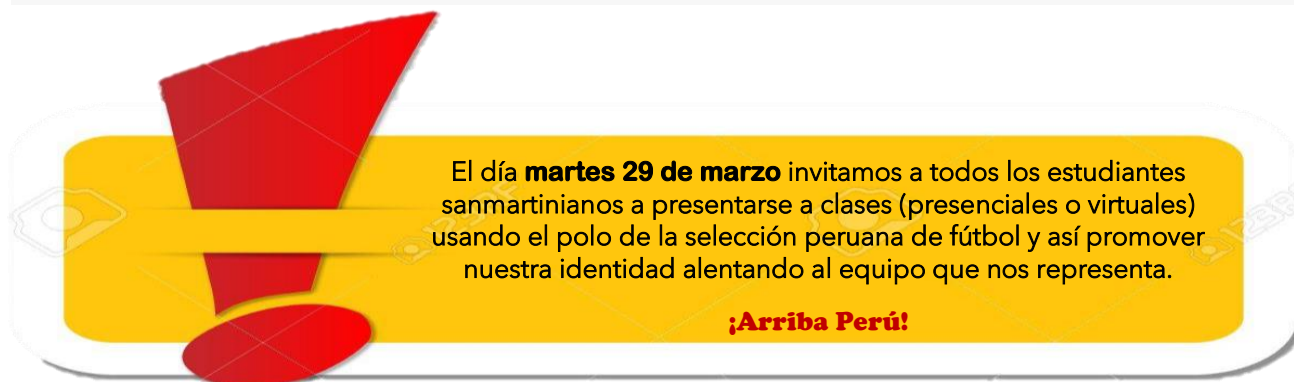 El día martes 29 de marzo invitamos a todos los estudiantes
sanmartinianos a presentarse a clases (presenciales o virtuales)
usando el polo de la selección peruana de fútbol y así promover
nuestra identidad alentando al equipo que nos representa.
¡Arriba Perú!